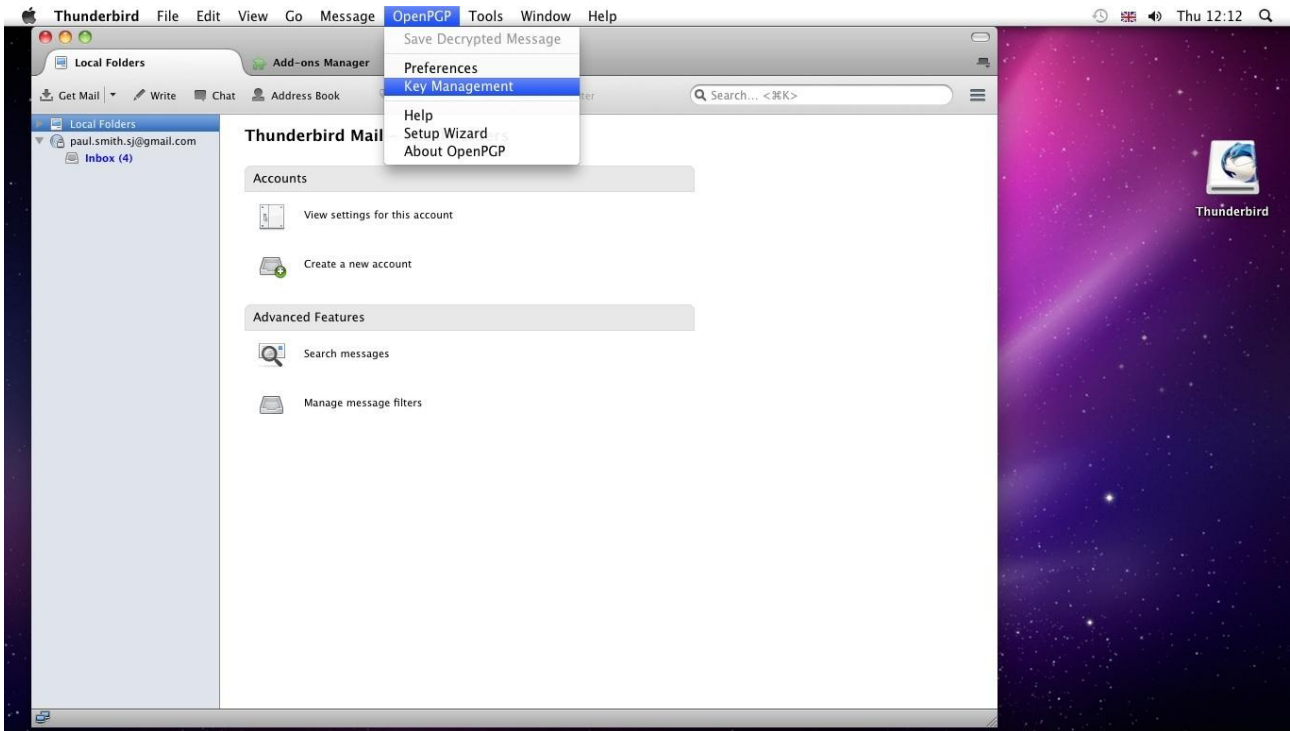 Thunderbird File Edit View Go Message OpenPGP Tools Window Help Thu 12:12
Save Decrypted Message
Preferences
Key Management
Help
Setup Wizard
About OpenPGP
Local Folders Add-ons Manager
Get Mail Write Chat Address Book Search... <⌘K>
Local Folders
paul.smith.sj@gmail.com
Inbox (4)
Thunderbird Mail
Accounts
View settings for this account
Create a new account
Advanced Features
Search messages
Manage message filters
Thunderbird